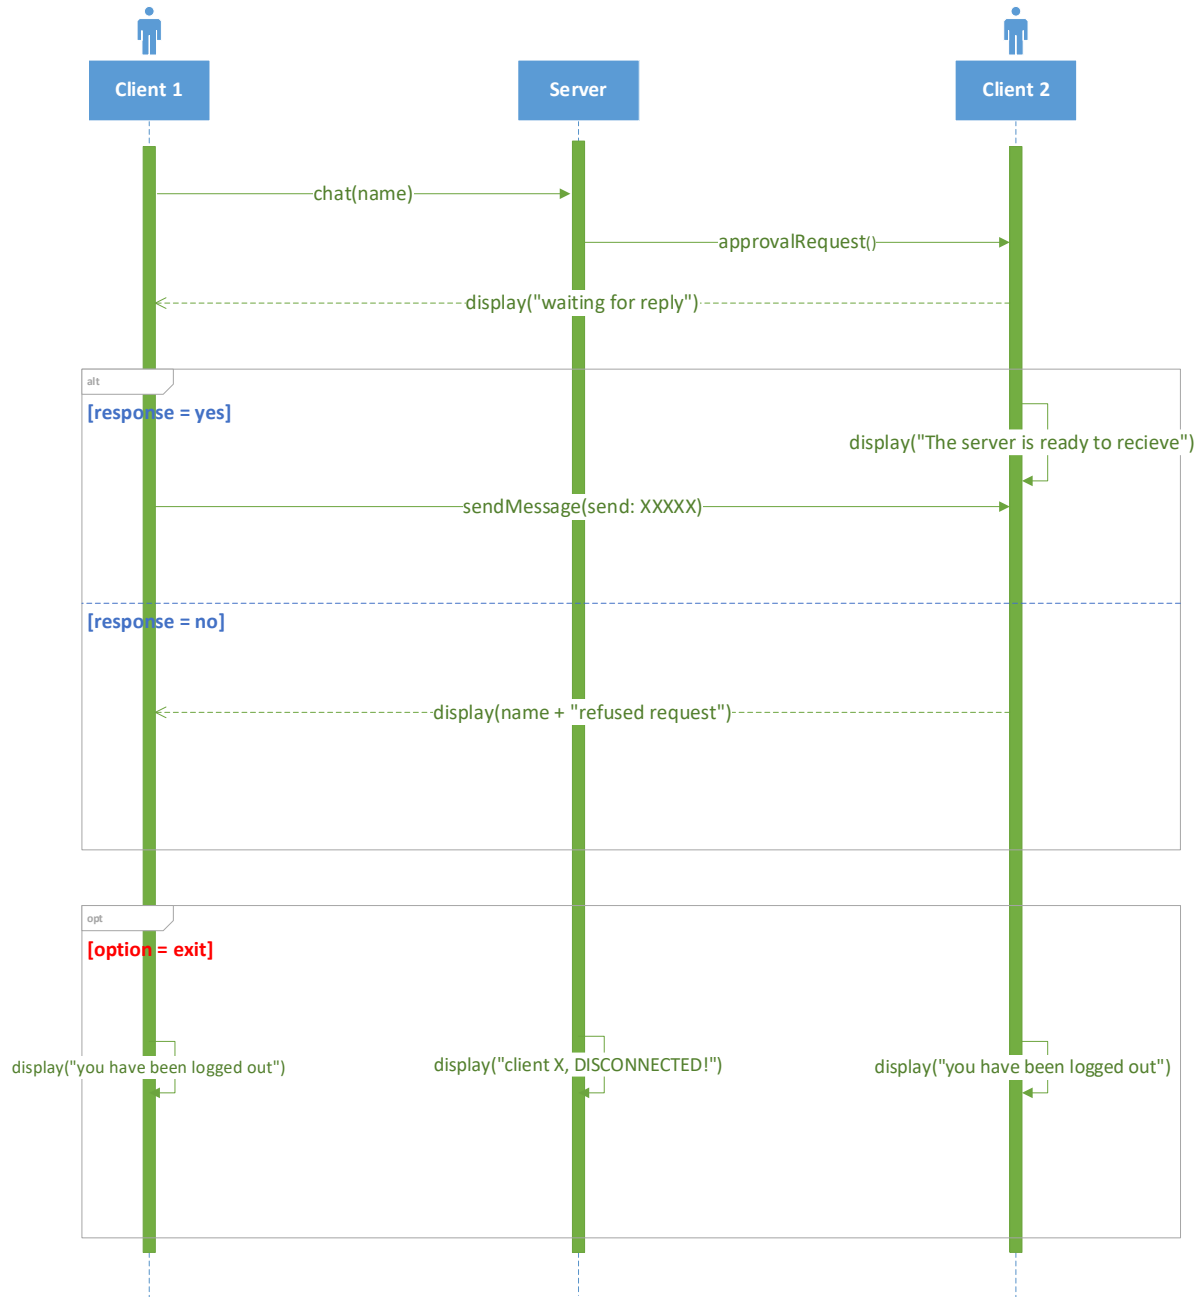 Client 1
Server
Client 2
chat(name)
approvalRequest()
display("waiting for reply")
alt
[response = yes]
display("The server is ready to recieve")
sendMessage(send: XXXXX)
[response = no]
display(name + "refused request")
opt
[option = exit]
display("you have been logged out")
display("client X, DISCONNECTED!")
display("you have been logged out")